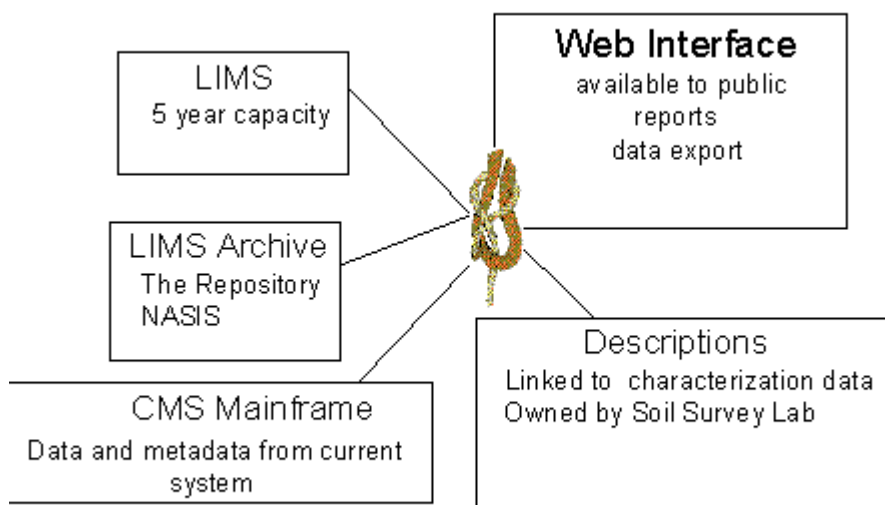 LIMS
5 year capacity
Web Interface
available to public
reports
data export
LIMS Archive
The Repository
NASIS
CMS Mainframe
Data and metadata from current
system
Descriptions
Linked to characterization data
Owned by Soil Survey Lab